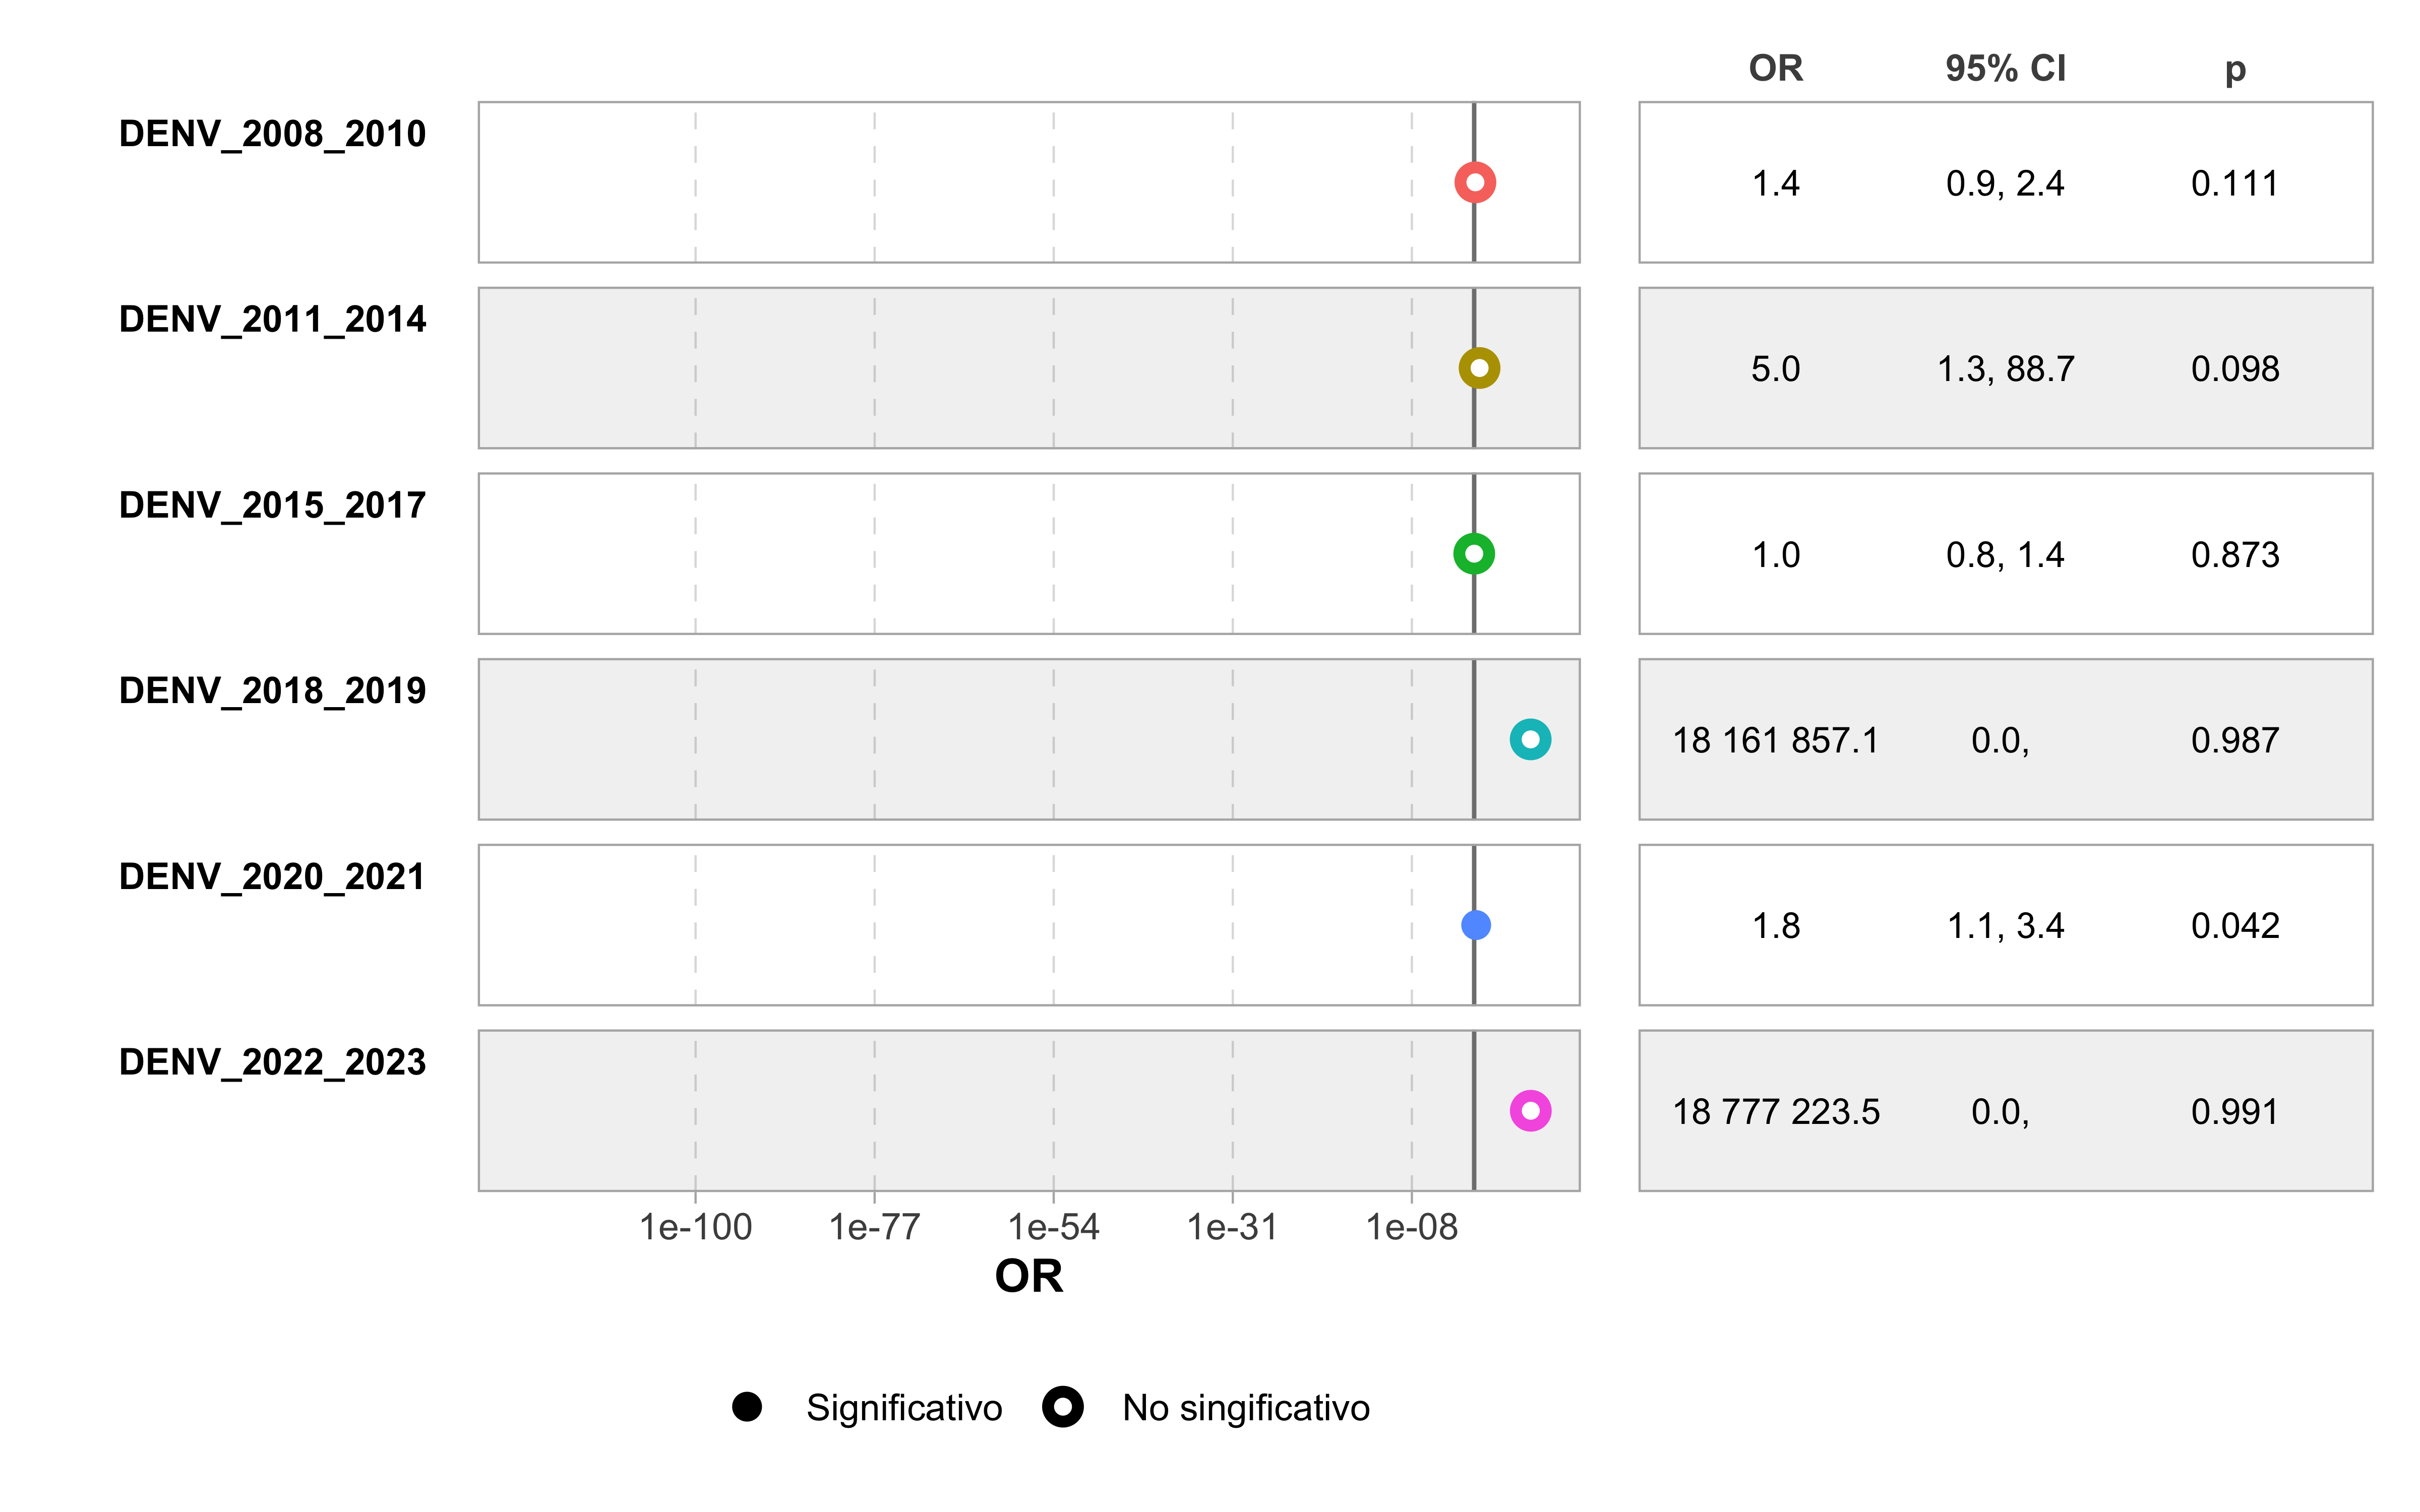 OR 95% CI p
DENV_2008_2010 1.4 0.9, 2.4 0.111
DENV_2011_2014 5.0 1.3, 88.7 0.098
DENV_2015_2017 1.0 0.8, 1.4 0.873
DENV_2018_2019 18 161 857.1 0.0, 0.987
DENV_2020_2021 1.8 1.1, 3.4 0.042
DENV_2022_2023 18 777 223.5 0.0, 0.991
1e-100 1e-77 1e-54 1e-31 1e-08
OR
Significativo No singificativo